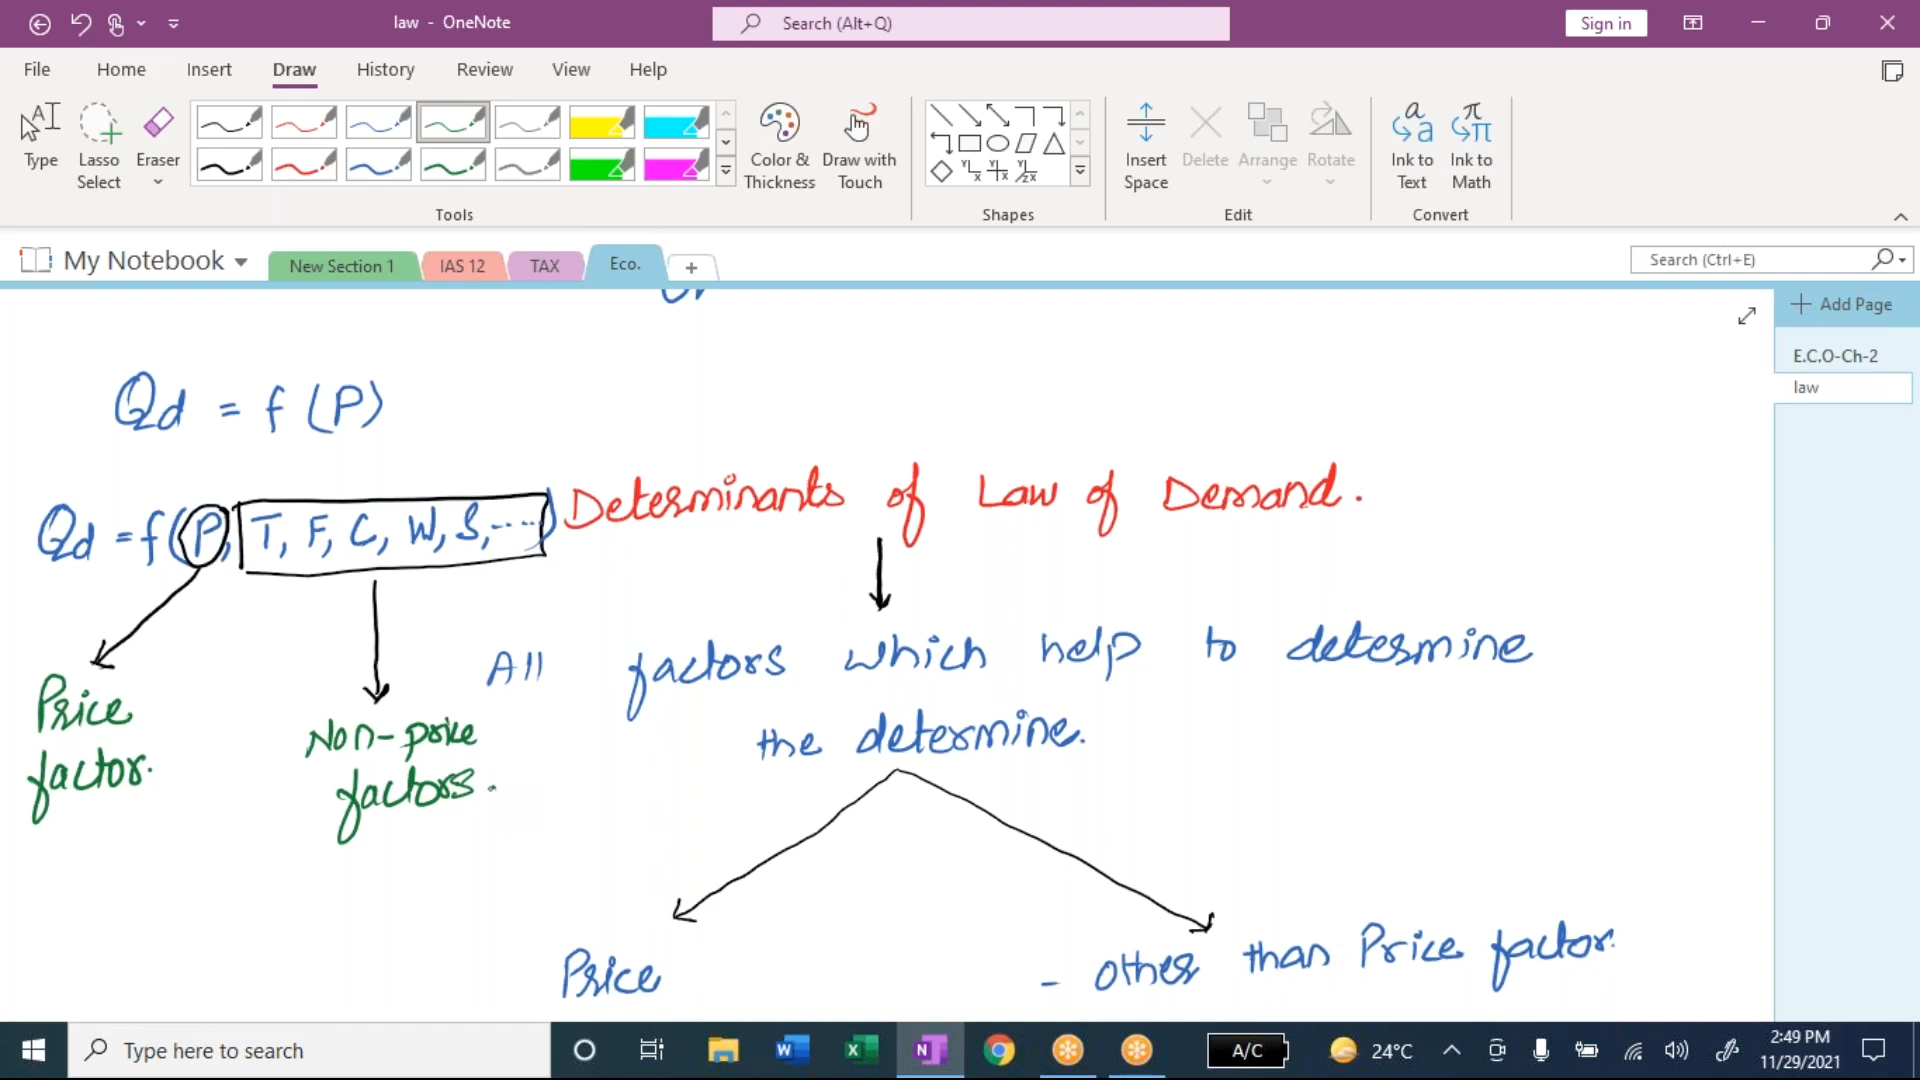 law - OneNote
Search (Alt+Q)
Sign in
File Home Insert Draw History Review View Help
Type
Lasso Select
Eraser
Color & Thickness
Draw with Touch
Insert Space
Delete
Arrange
Rotate
Ink to Text
Ink to Math
Tools
Shapes
Edit
Convert
My Notebook
New Section 1
IAS 12
TAX
Eco.
Search (Ctrl+E)
Add Page
E.C.O-Ch-2
law
Qd = f (P)
Qd = f (P, T, F, C, W, S, ....)
Determinants of Law of Demand.
All factors which help to determine
the determine.
Price
factor.
Non-price
factors.
Price
- other than Price factor.
Type here to search
A/C
24°C
2:49 PM
11/29/2021